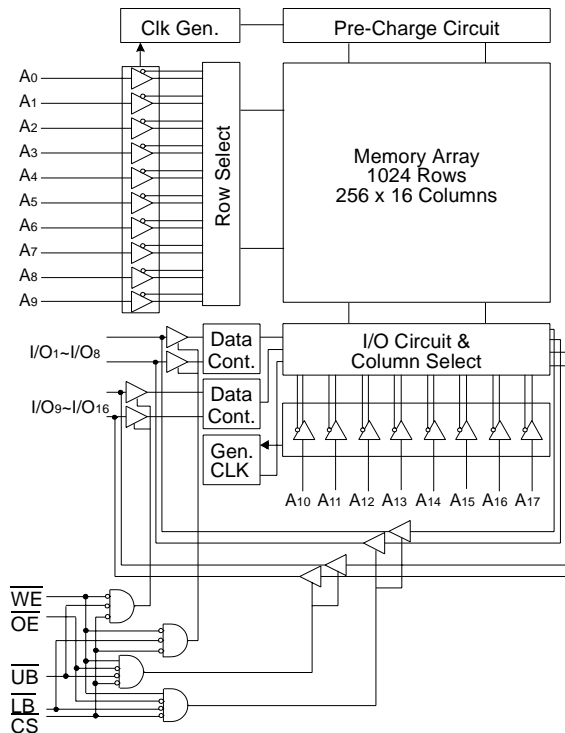 Clk Gen.
Pre-Charge Circuit
A0
A1
A2
A3
A4
A5
A6
A7
A8
A9
Row Select
Memory Array
1024 Rows
256 x 16 Columns
I/O1~I/O8
Data
Cont.
I/O Circuit &
Column Select
I/O9~I/O16
Data
Cont.
Gen.
CLK
A10 A11 A12 A13 A14 A15 A16 A17
WE
OE
UB
LB
CS